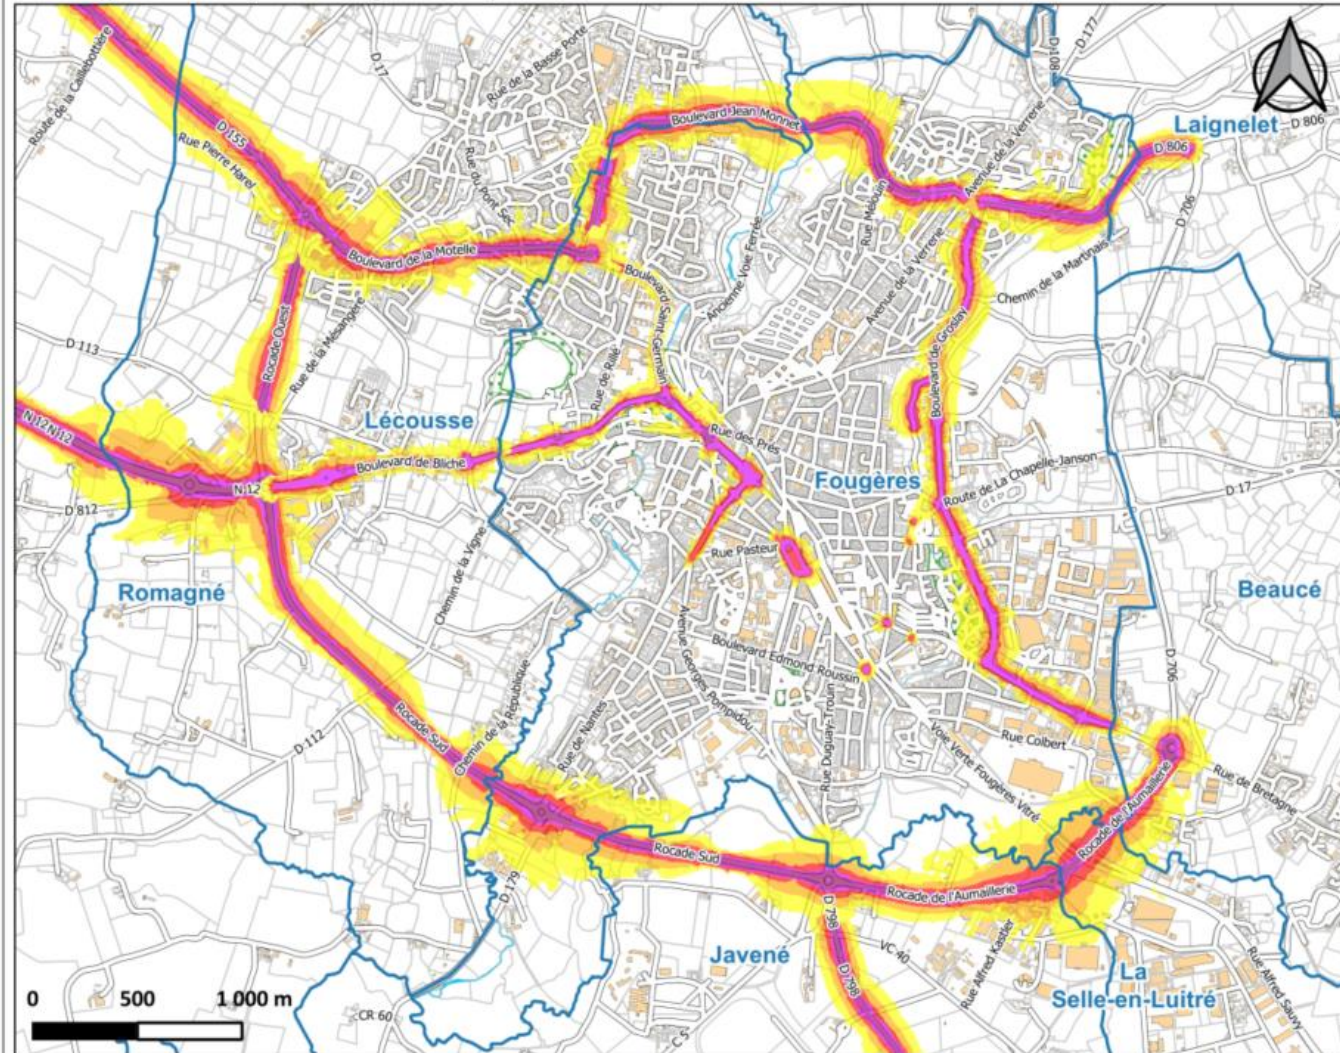 Route de la Caillebottière
D 17
Rue de la Basse Porte
D 108
D 177
D 155
Boulevard Jean Monnet
Avenue de la Verrerie
Laignelet
D 806
D 806
Rue Pierre Harel
Rue du Pont Sec
Rue Mélouin
D 706
Boulevard de la Motelle
Ancienne Voie Ferrée
Avenue de la Verrerie
Boulevard Saint-Germain
Chemin de la Martinais
Rocade Ouest
Rue de la Mésangère
D 113
Rue de Rillé
Boulevard de Groslay
N 12 N 12
Lécousse
Rue des Prés
Boulevard de Bliche
N 12
Fougères
Route de La Chapelle-Janson
D 17
D 812
Rue Pasteur
Romagné
Chemin de la Vigne
Beaucé
Avenue Georges Pompidou
Boulevard Edmond Roussin
D 706
Chemin de la République
Rocade Sud
Rue de Nantes
Rue Duguay-Trouin
Voie Verte Fougères Vitré
Rue Colbert
D 112
Rue de Bretagne
Rocade de l'Aumaillerie
Rocade Sud
Rocade de l'Aumaillerie
D 179
D 798
Javené
VC 40
Rue Alfred Kastler
La
Selle-en-Luitré
Rue Alfred Sauvy
D 798
0 500 1 000 m
CR 60
C 5